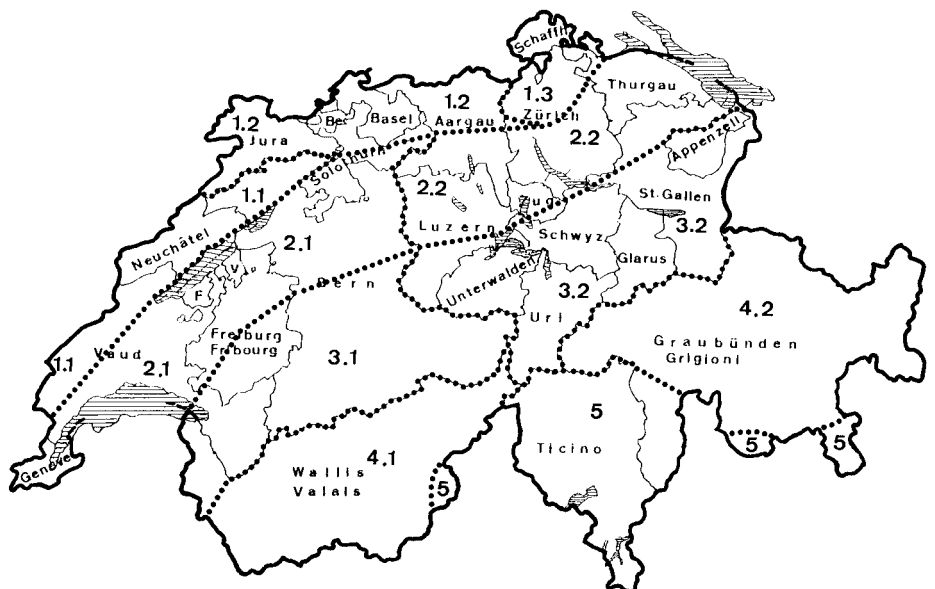 Schaffh
Thurgau
1.2
1.3
1.2
Basel
Aargau
Zürich
Jura
Solothurn
2.2
Appenzell
1.1
2.2
St.Gallen
Luzern
Schwyz
3.2
Neuchâtel
2.1
Glarus
Bern
Unterwalden
3.2
F
Uri
4.2
Freiburg
Fribourg
Graubünden
Grigioni
1.1
Vaud
2.1
3.1
5
Ticino
5
5
4.1
Genève
Wallis
Valais
5